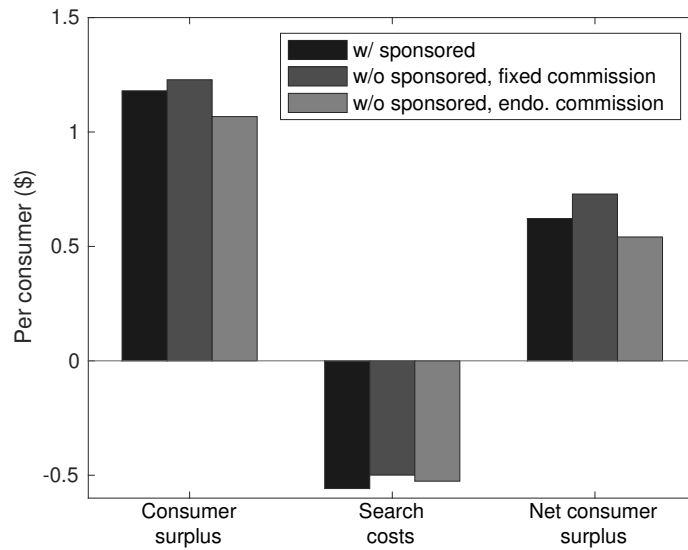 1.5
w/ sponsored
w/o sponsored, fixed commission
w/o sponsored, endo. commission
1
Per consumer ($)
0.5
0
-0.5
Consumer
surplus
Search
costs
Net consumer
surplus